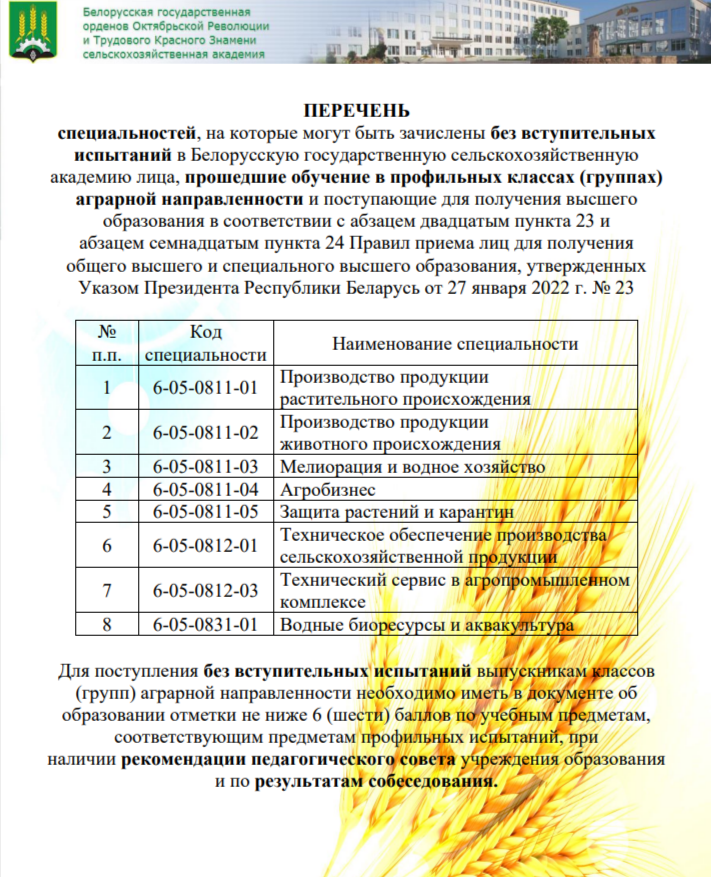 Белорусская государственная
орденов Октябрьской Революции
и Трудового Красного Знамени
сельскохозяйственная академия
ПЕРЕЧЕНЬ
специальностей, на которые могут быть зачислены без вступительных
испытаний в Белорусскую государственную сельскохозяйственную
академию лица, прошедшие обучение в профильных классах (группах)
аграрной направленности и поступающие для получения высшего
образования в соответствии с абзацем двадцатым пункта 23 и
абзацем семнадцатым пункта 24 Правил приема лиц для получения
общего высшего и специального высшего образования, утвержденных
Указом Президента Республики Беларусь от 27 января 2022 г. № 23
№ п.п. Код специальности Наименование специальности
1 6-05-0811-01 Производство продукции
растительного происхождения
2 6-05-0811-02 Производство продукции
животного происхождения
3 6-05-0811-03 Мелиорация и водное хозяйство
4 6-05-0811-04 Агробизнес
5 6-05-0811-05 Защита растений и карантин
6 6-05-0812-01 Техническое обеспечение производства
сельскохозяйственной продукции
7 6-05-0812-03 Технический сервис в агропромышленном
комплексе
8 6-05-0831-01 Водные биоресурсы и аквакультура
Для поступления без вступительных испытаний выпускникам классов
(групп) аграрной направленности необходимо иметь в документе об
образовании отметки не ниже 6 (шести) баллов по учебным предметам,
соответствующим предметам профильных испытаний, при
наличии рекомендации педагогического совета учреждения образования
и по результатам собеседования.